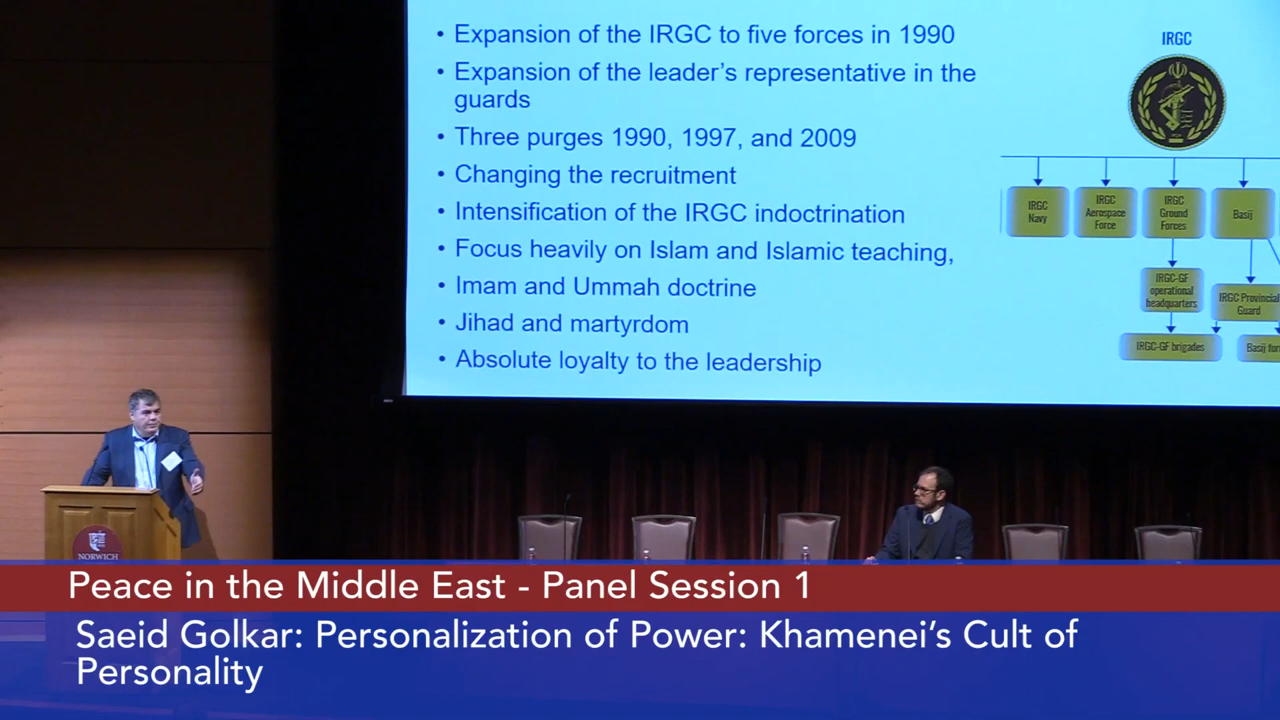 • Expansion of the IRGC to five forces in 1990
• Expansion of the leader's representative in the
guards
• Three purges 1990, 1997, and 2009
• Changing the recruitment
• Intensification of the IRGC indoctrination
• Focus heavily on Islam and Islamic teaching,
• Imam and Ummah doctrine
• Jihad and martyrdom
• Absolute loyalty to the leadership
IRGC
IRGC
Navy
IRGC
Aerospace
Force
IRGC
Ground
Forces
Basij
IRGC-GF
operational
headquarters
IRGC Provincial
Guard
IRGC-GF brigades
Basij
NORWICH
Peace in the Middle East - Panel Session 1
Saeid Golkar: Personalization of Power: Khamenei's Cult of
Personality